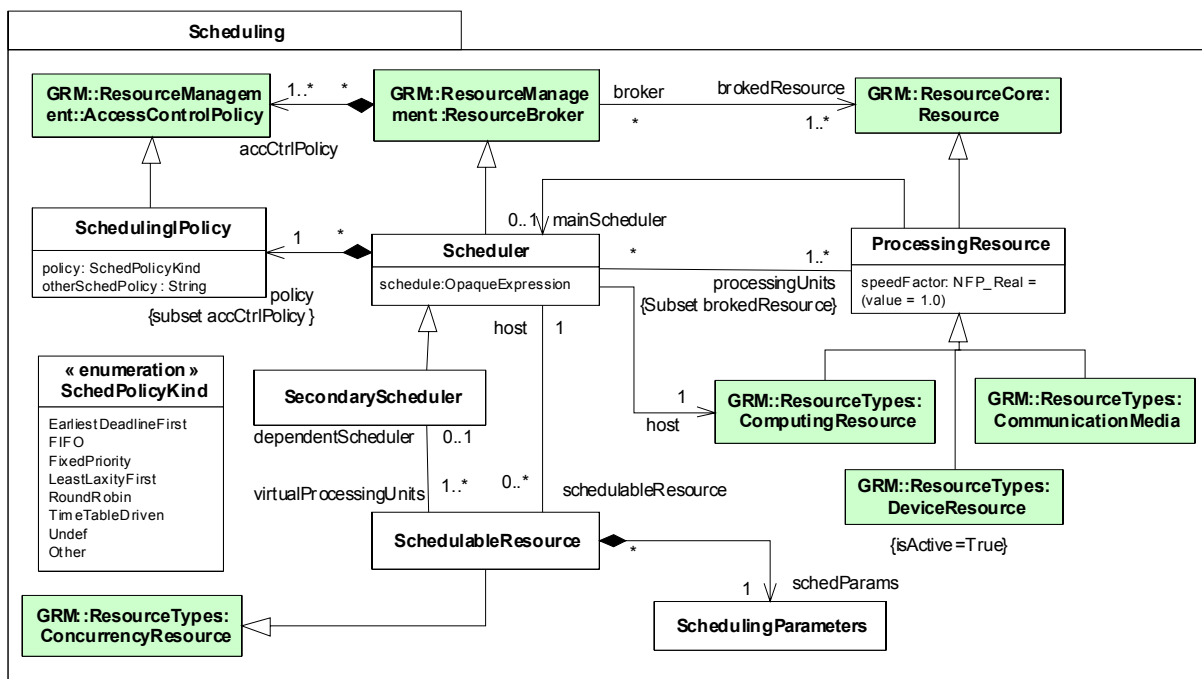 Scheduling
GRM::ResourceManagem
ent::AccessControlPolicy
1..*
*
accCtrlPolicy
GRM::ResourceManage
ment::ResourceBroker
broker
*
brokedResource
1..*
GRM::ResourceCore::
Resource
SchedulinglPolicy
policy: SchedPolicyKind
otherSchedPolicy : String
1
*
policy
{subset accCtrlPolicy }
0..1
mainScheduler
Scheduler
schedule:OpaqueExpression
*
1..*
processingUnits
{Subset brokedResource}
ProcessingResource
speedFactor: NFP_Real =
(value = 1.0)
host
1
« enumeration »
SchedPolicyKind
EarliestDeadlineFirst
FIFO
FixedPriority
LeastLaxityFirst
RoundRobin
TimeTableDriven
Undef
Other
SecondaryScheduler
dependentScheduler
0..1
1
host
GRM::ResourceTypes::
ComputingResource
GRM::ResourceTypes::
CommunicationMedia
virtualProcessingUnits
1..*
0..*
schedulableResource
GRM::ResourceTypes:
DeviceResource
{isActive=True}
SchedulableResource
*
1
schedParams
SchedulingParameters
GRM::ResourceTypes:
ConcurrencyResource